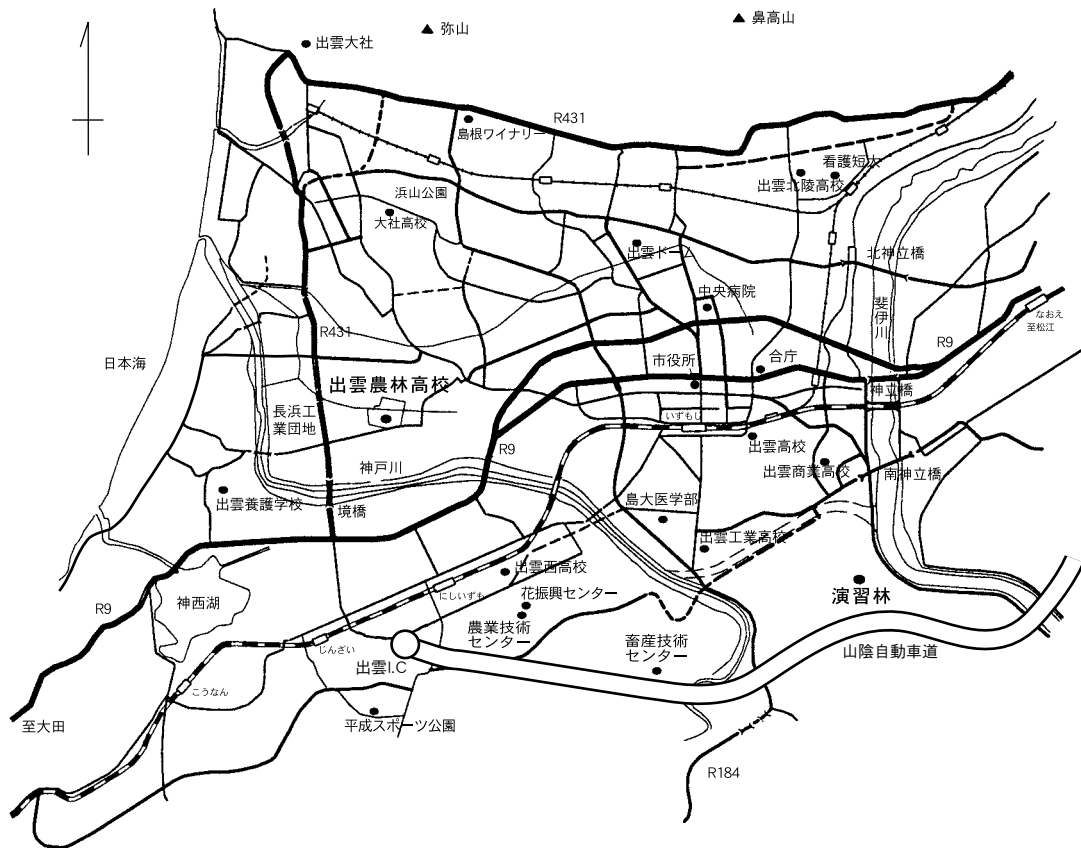 弥山
鼻高山
出雲大社
島根ワイナリー
R431
看護短大
出雲北陵高校
浜山公園
大社高校
出雲ドーム
北神立橋
中央病院
斐伊川
なおえ
至松江
R431
R9
日本海
市役所
合庁
出雲農林高校
神立橋
長浜工
業団地
いずもし
出雲高校
R9
神戸川
出雲商業高校
南神立橋
出雲養護学校
境橋
島大医学部
出雲工業高校
出雲西高校
にしいずも
花振興センター
演習林
R9
神西湖
農業技術
センター
じんざい
畜産技術
センター
山陰自動車道
出雲I.C
こうなん
至大田
平成スポーツ公園
R184